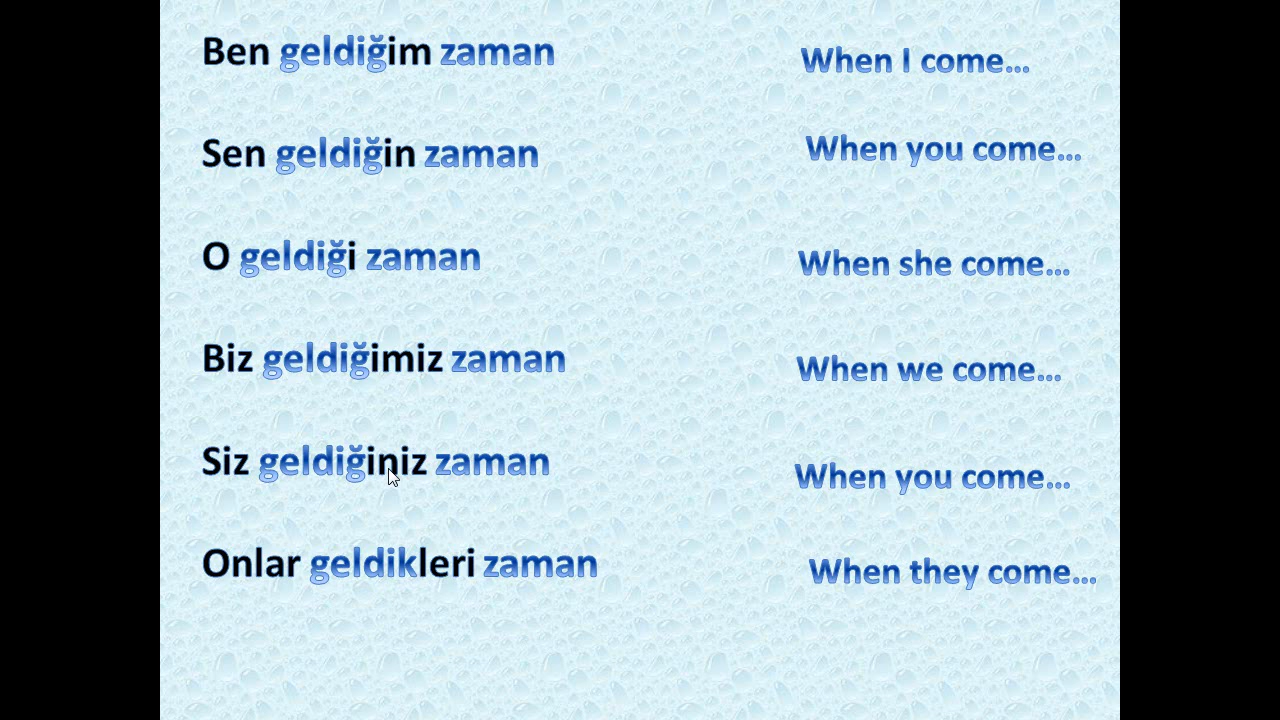 Ben geldiğim zaman
When I come...
Sen geldiğin zaman
When you come...
O geldiği zaman
When she come...
Biz geldiğimiz zaman
When we come...
Siz geldiğiniz zaman
When you come...
Onlar geldikleri zaman
When they come...